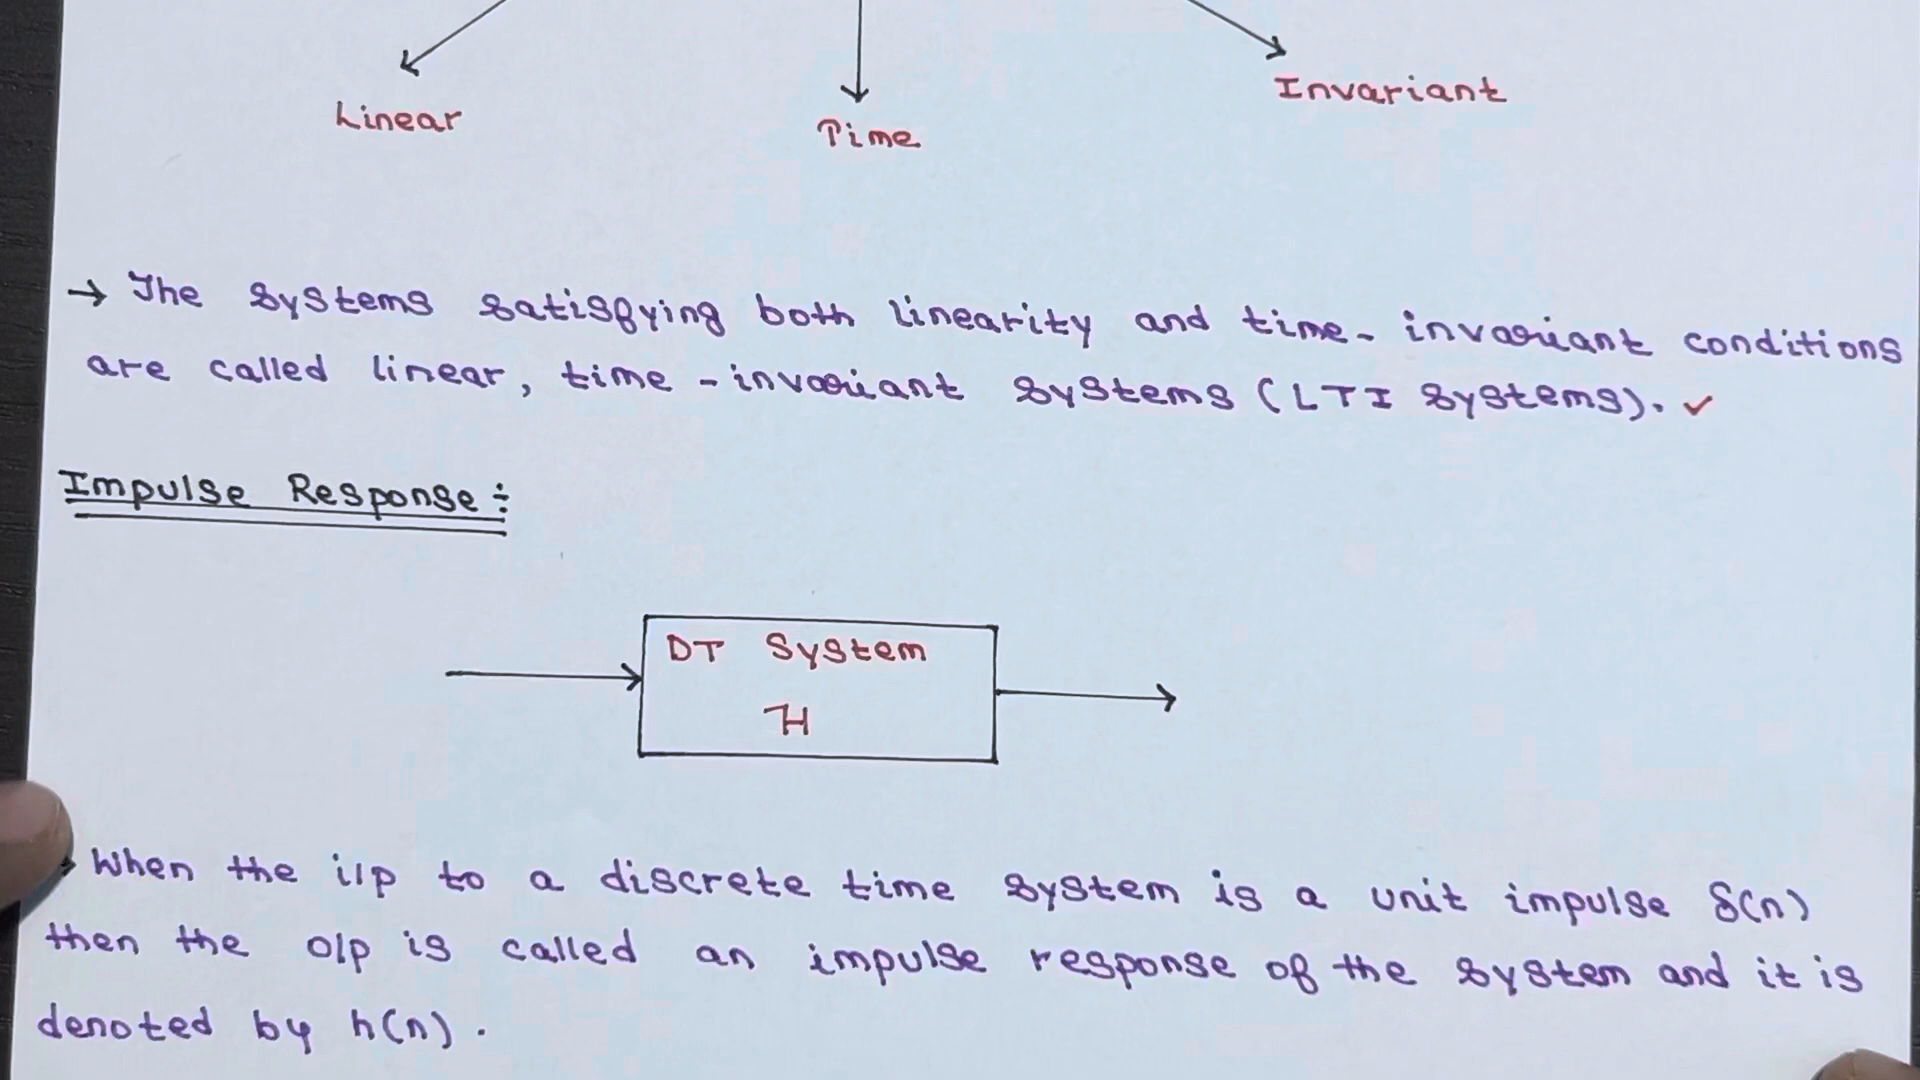 Linear
Time
Invariant
→ The systems satisfying both linearity and time-invariant conditions
are called linear, time-invariant systems (LTI systems). ✓
Impulse Response :
DT System
H
When the i/p to a discrete time system is a unit impulse δ(n)
then the o/p is called an impulse response of the system and it is
denoted by h(n).